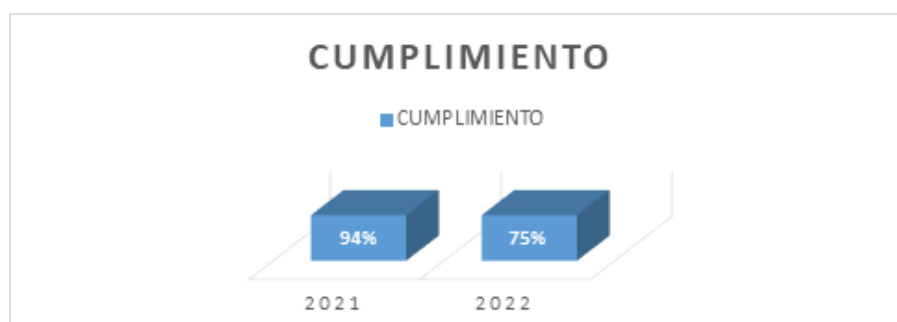 CUMPLIMIENTO
CUMPLIMIENTO
94% 75%
2021 2022